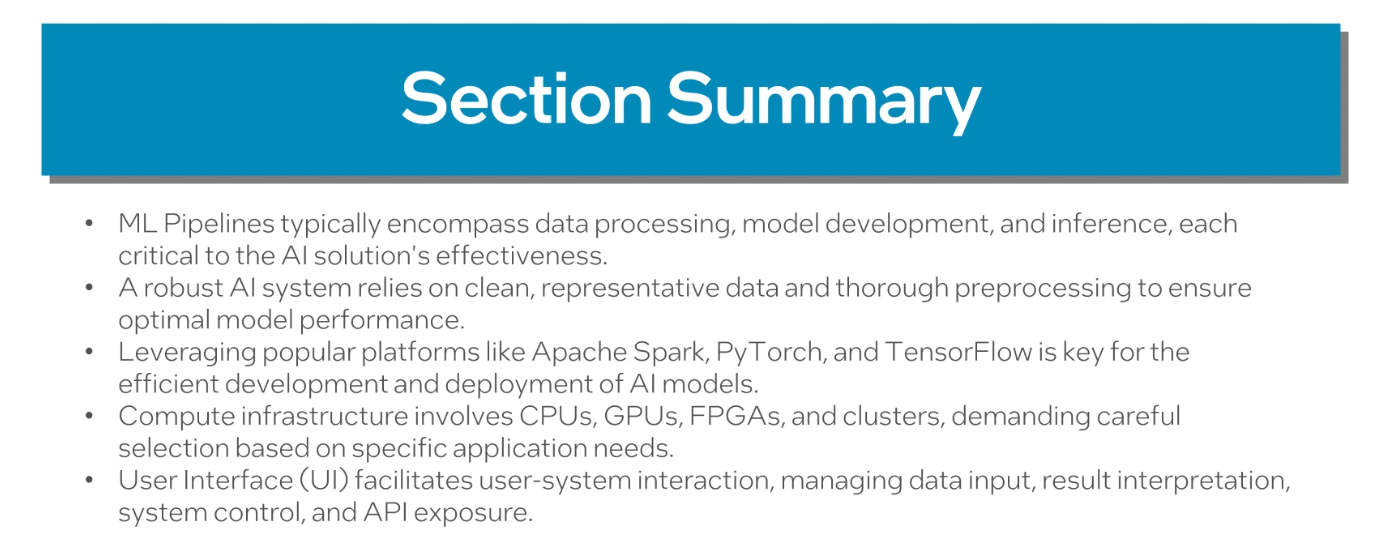 Section Summary
• ML Pipelines typically encompass data processing, model development, and inference, each
critical to the AI solution's effectiveness.
• A robust AI system relies on clean, representative data and thorough preprocessing to ensure
optimal model performance.
• Leveraging popular platforms like Apache Spark, PyTorch, and TensorFlow is key for the
efficient development and deployment of AI models.
• Compute infrastructure involves CPUs, GPUs, FPGAs, and clusters, demanding careful
selection based on specific application needs.
• User Interface (UI) facilitates user-system interaction, managing data input, result interpretation,
system control, and API exposure.